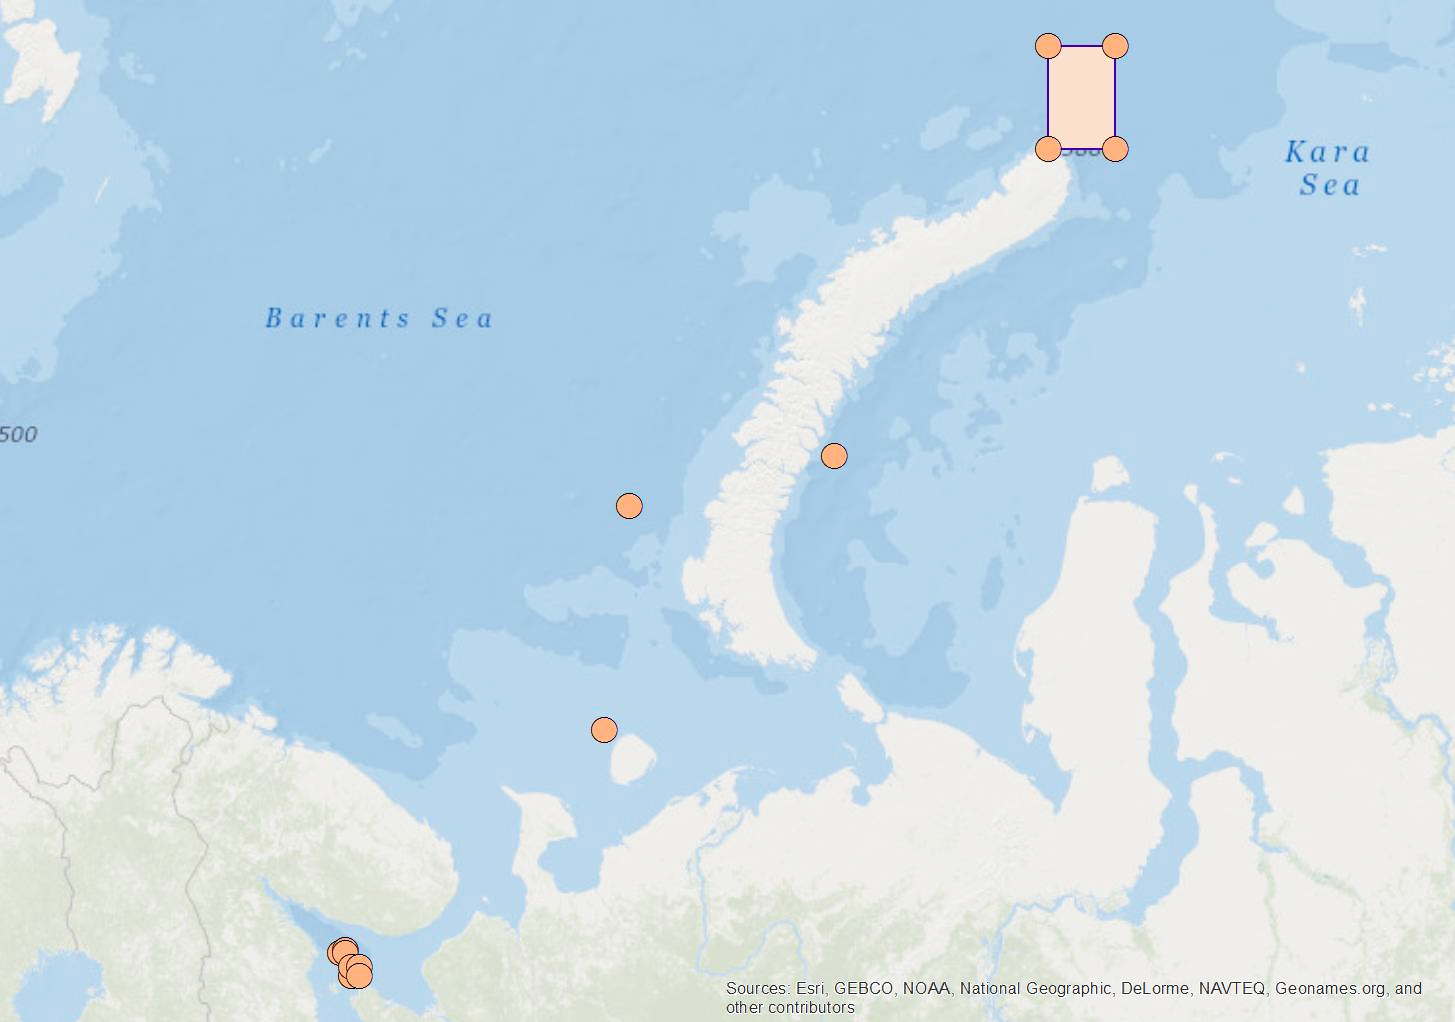 Kara
Sea
Barents Sea
500
Sources: Esri, GEBCO, NOAA, National Geographic, DeLorme, NAVTEQ, Geonames.org, and
other contributors